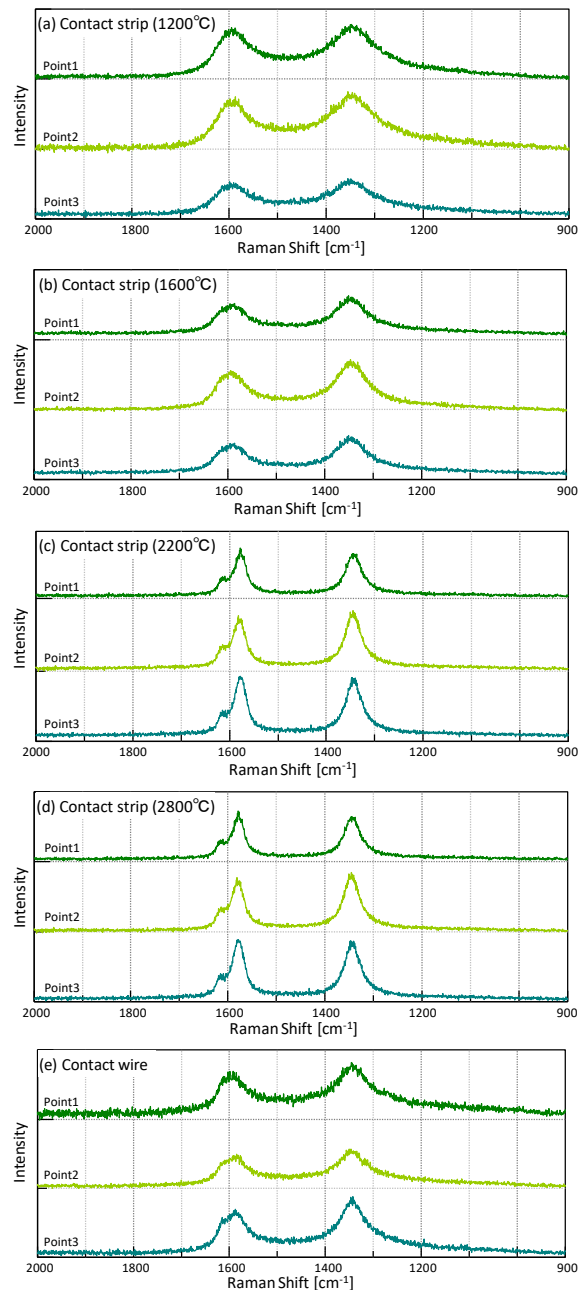 (a) Contact strip (1200℃)
Point1
Point2
Point3
Intensity
2000 1800 1600 1400 1200 900
Raman Shift [cm-1]
(b) Contact strip (1600℃)
Point1
Point2
Point3
Intensity
2000 1800 1600 1400 1200 900
Raman Shift [cm-1]
(c) Contact strip (2200℃)
Point1
Point2
Point3
Intensity
2000 1800 1600 1400 1200 900
Raman Shift [cm-1]
(d) Contact strip (2800℃)
Point1
Point2
Point3
Intensity
2000 1800 1600 1400 1200 900
Raman Shift [cm-1]
(e) Contact wire
Point1
Point2
Point3
Intensity
2000 1800 1600 1400 1200 900
Raman Shift [cm-1]